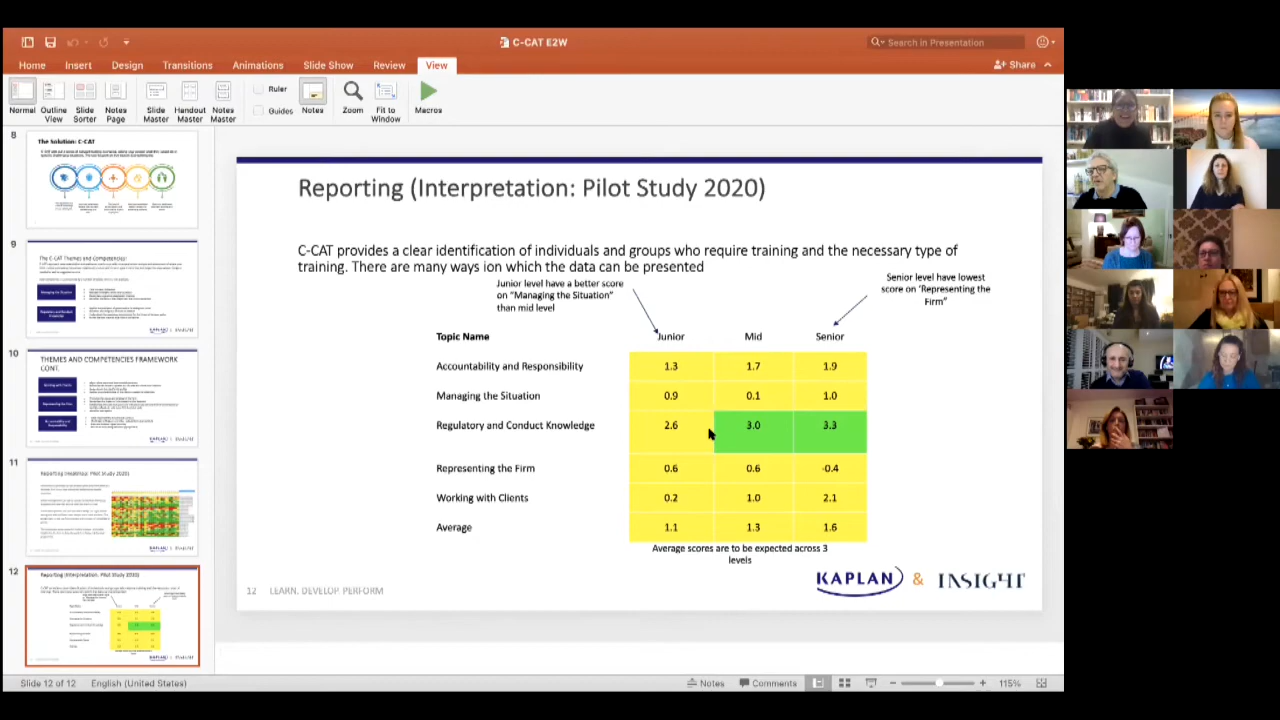 C-CAT E2W
Search in Presentation
Home Insert Design Transitions Animations Slide Show Review View
Share
Normal Outline View Slide Sorter Notes Page Slide Master Handout Master Notes Master Ruler Guides Notes Zoom Fit to Window Macros
8
The Solution: C-CAT
9
The C-CAT Themes and Competencies:
10
THEMES AND COMPETENCIES FRAMEWORK
CONT.
11
12
Reporting (Interpretation: Pilot Study 2020)
Reporting (Interpretation: Pilot Study 2020)
C-CAT provides a clear identification of individuals and groups who require training and the necessary type of
training. There are many ways ion which the data can be presented
Junior level have a better score
on "Managing the Situation"
than mid level
Senior level have lowest
score on 'Representing the
Firm"
Topic Name Junior Mid Senior
Accountability and Responsibility 1.3 1.7 1.9
Managing the Situation 0.9 0.1 1.0
Regulatory and Conduct Knowledge 2.6 3.0 3.3
Representing the Firm 0.6 0.6 -0.4
Working with Clients 0.2 1.0 2.1
Average 1.1 1.3 1.6
Average scores are to be expected across 3
levels
12 LEARN. DEVELOP. PERFORM
KAPLAN & INSIGHT
Slide 12 of 12 English (United States) Notes Comments 115%